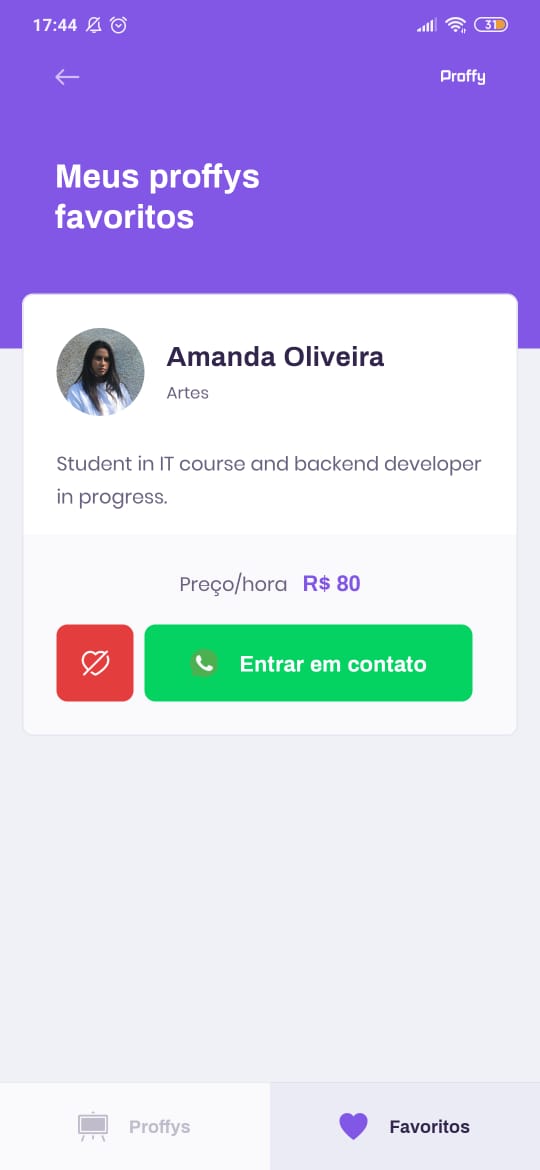 17:44
31
Proffy
Meus proffys
favoritos
Amanda Oliveira
Artes
Student in IT course and backend developer
in progress.
Preço/hora R$ 80
Entrar em contato
Proffys
Favoritos